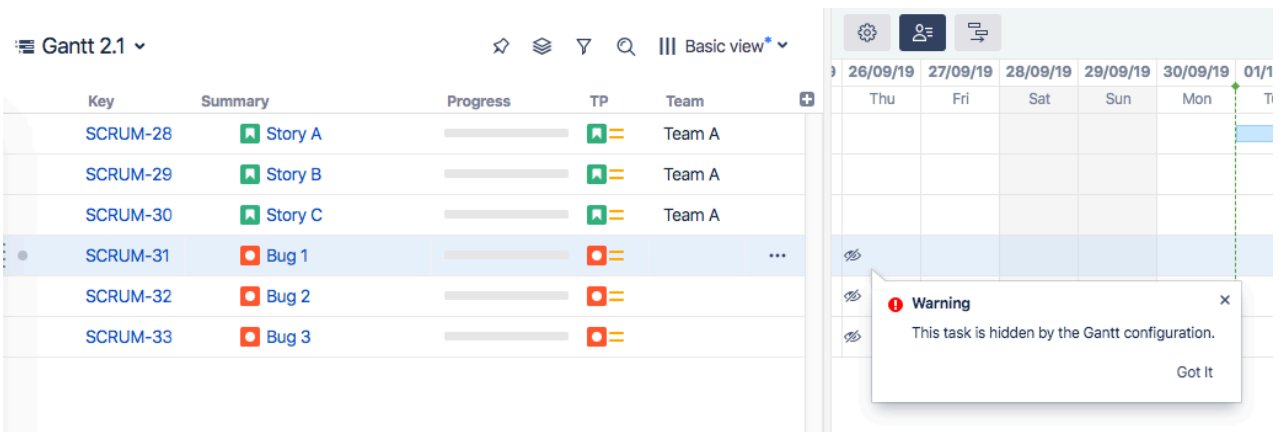 Gantt 2.1
Basic view*
26/09/19 27/09/19 28/09/19 29/09/19 30/09/19
Thu Fri Sat Sun Mon
Key Summary Progress TP Team
SCRUM-28 Story A Team A
SCRUM-29 Story B Team A
SCRUM-30 Story C Team A
SCRUM-31 Bug 1 •••
SCRUM-32 Bug 2
SCRUM-33 Bug 3
Warning
This task is hidden by the Gantt configuration.
Got It